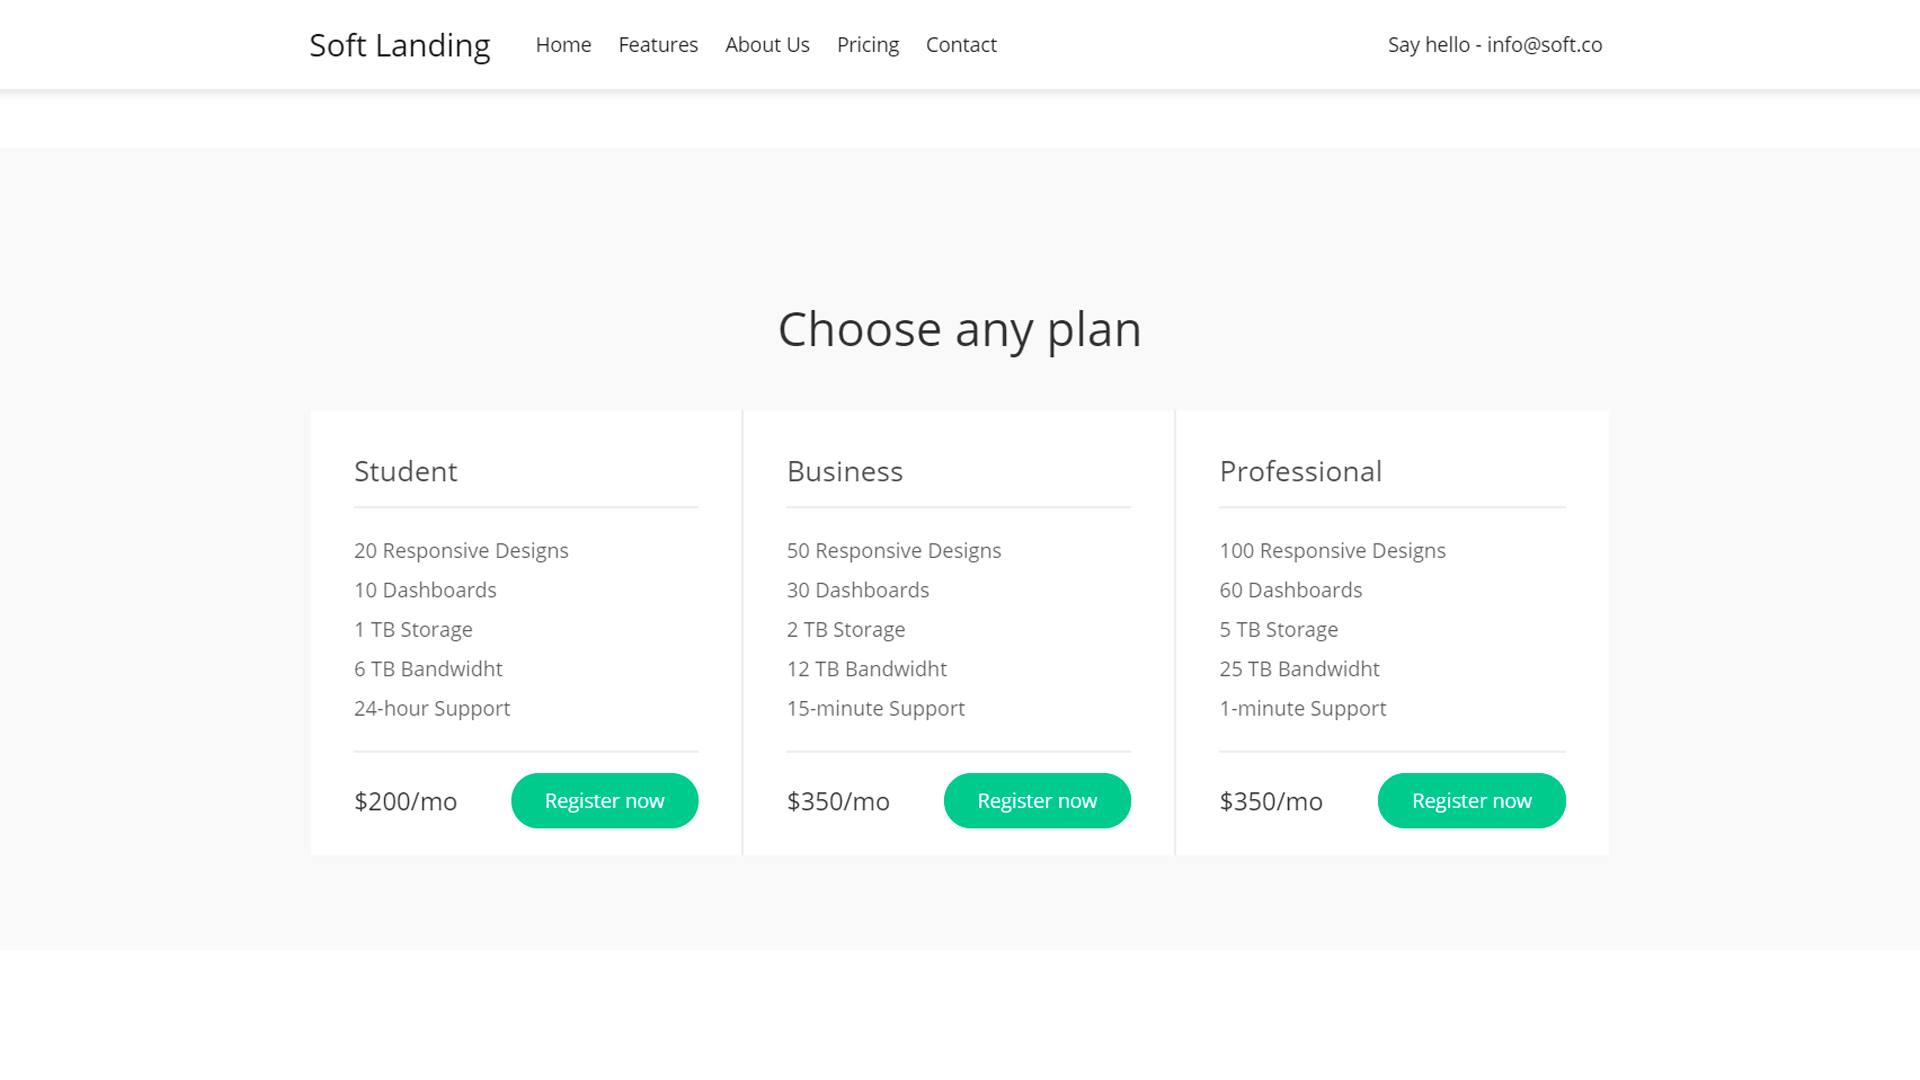 Soft Landing
Home Features About Us Pricing Contact
Say hello - info@soft.co
Choose any plan
Student
20 Responsive Designs
10 Dashboards
1 TB Storage
6 TB Bandwidht
24-hour Support
$200/mo
Register now
Business
50 Responsive Designs
30 Dashboards
2 TB Storage
12 TB Bandwidht
15-minute Support
$350/mo
Register now
Professional
100 Responsive Designs
60 Dashboards
5 TB Storage
25 TB Bandwidht
1-minute Support
$350/mo
Register now